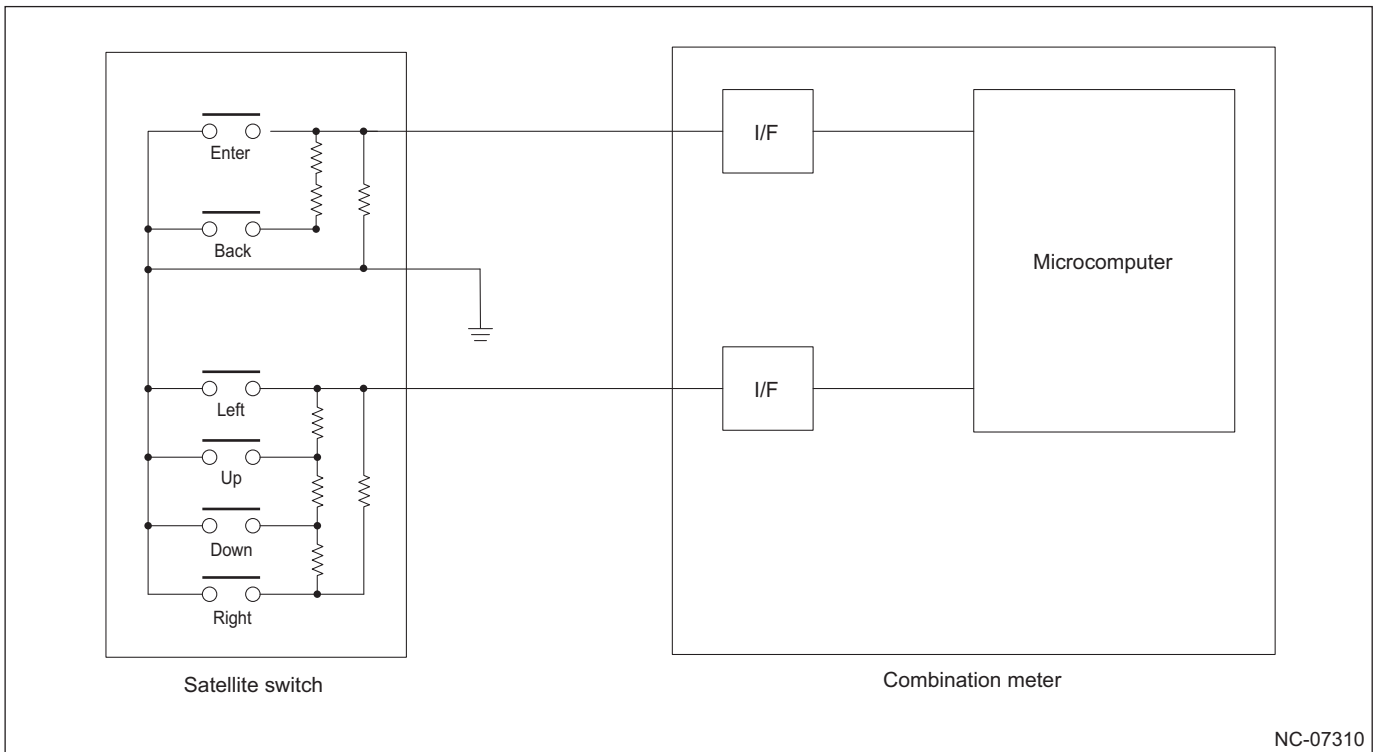 Enter
I/F
Back
Microcomputer
Left
I/F
Up
Down
Right
Satellite switch
Combination meter
NC-07310